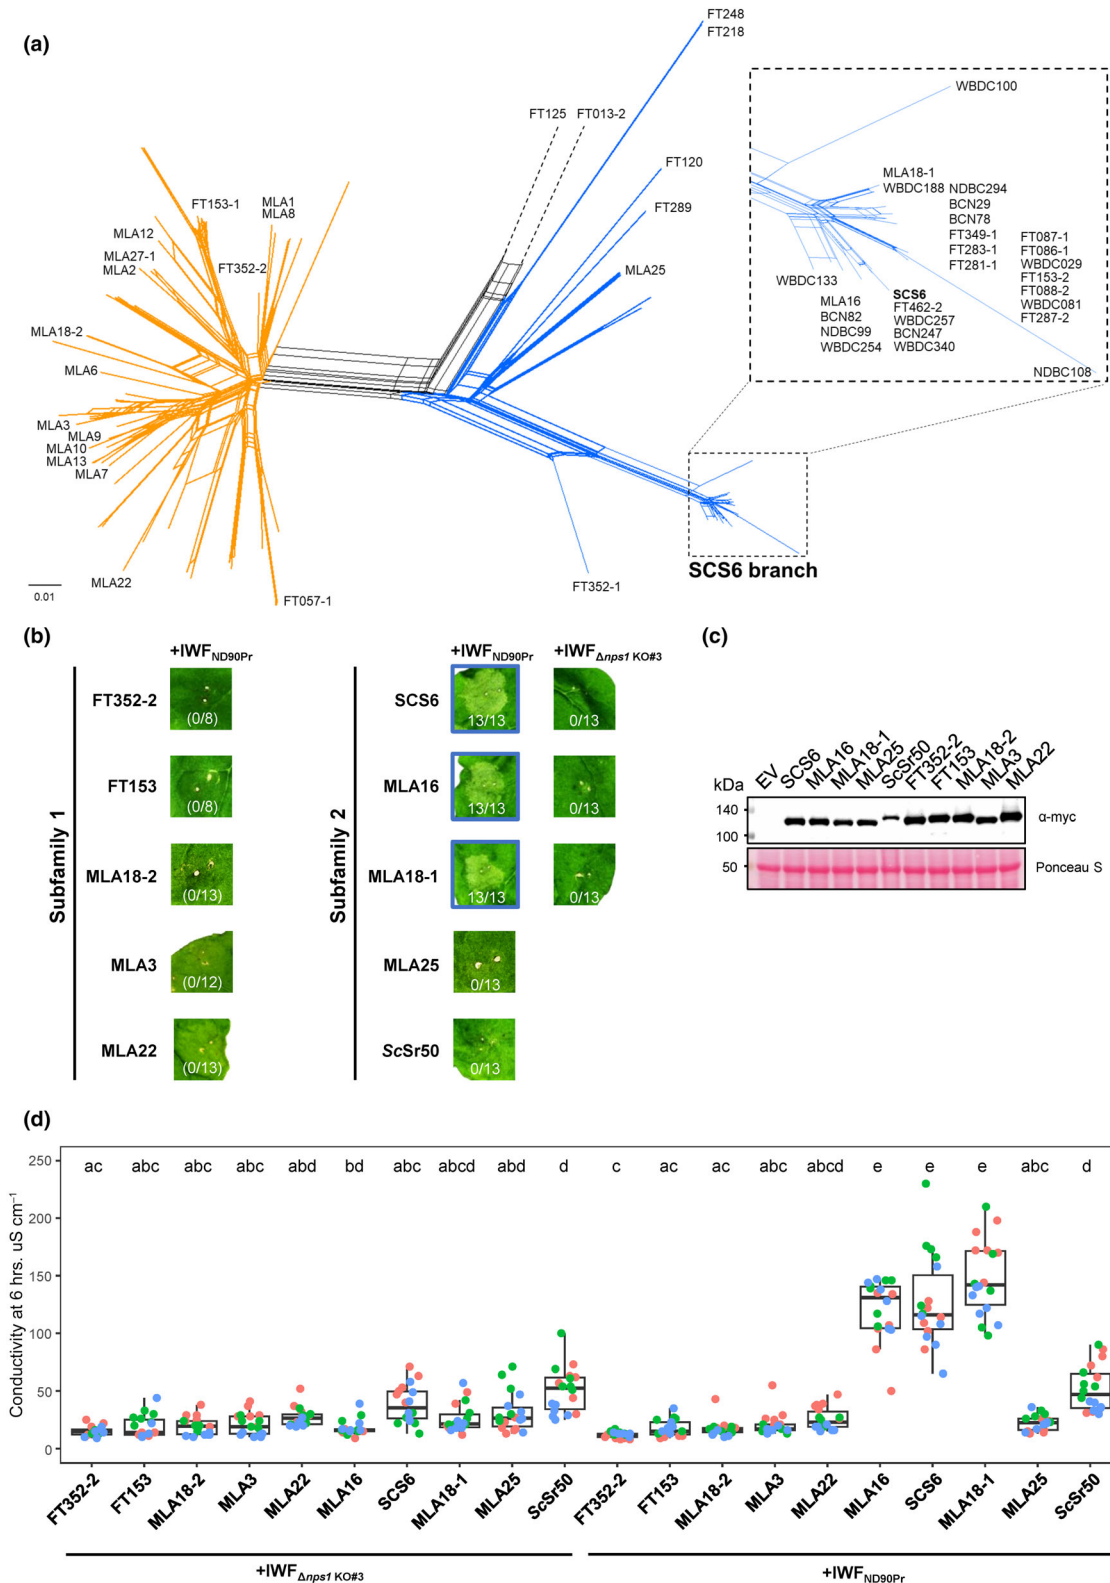 (a)
FT248
FT218
FT125
FT013-2
FT120
FT289
MLA25
FT153-1
MLA1
MLA8
MLA12
MLA27-1
MLA2
FT352-2
MLA18-2
MLA6
MLA3
MLA9
MLA10
MLA13
MLA7
MLA22
FT057-1
FT352-1
0.01
SCS6 branch
WBDC100
MLA18-1
WBDC188
NDBC294
BCN29
BCN78
FT349-1
FT283-1
FT281-1
FT087-1
FT086-1
WBDC029
FT153-2
FT088-2
WBDC081
FT287-2
WBDC133
MLA16
BCN82
NDBC99
WBDC254
SCS6
FT462-2
WBDC257
BCN247
WBDC340
NDBC108
(b)
+IWF ND90Pr
Subfamily 1
FT352-2
(0/8)
FT153
(0/8)
MLA18-2
(0/13)
MLA3
(0/12)
MLA22
(0/13)
+IWF ND90Pr
+IWF Δnps1 KO#3
Subfamily 2
SCS6
13/13
0/13
MLA16
13/13
0/13
MLA18-1
13/13
0/13
MLA25
0/13
ScSr50
0/13
(c)
kDa
EV
SCS6
MLA16
MLA18-1
MLA25
ScSr50
FT352-2
FT153
MLA18-2
MLA3
MLA22
140
100
α-myc
50
Ponceau S
(d)
Conductivity at 6 hrs. uS cm⁻¹
250
200
150
100
50
0
ac abc abc abc abd bd abc abcd abd d c ac ac abc abcd e e e abc d
FT352-2
FT153
MLA18-2
MLA3
MLA22
MLA16
SCS6
MLA18-1
MLA25
ScSr50
FT352-2
FT153
MLA18-2
MLA3
MLA22
MLA16
SCS6
MLA18-1
MLA25
ScSr50
+IWF Δnps1 KO#3
+IWF ND90Pr